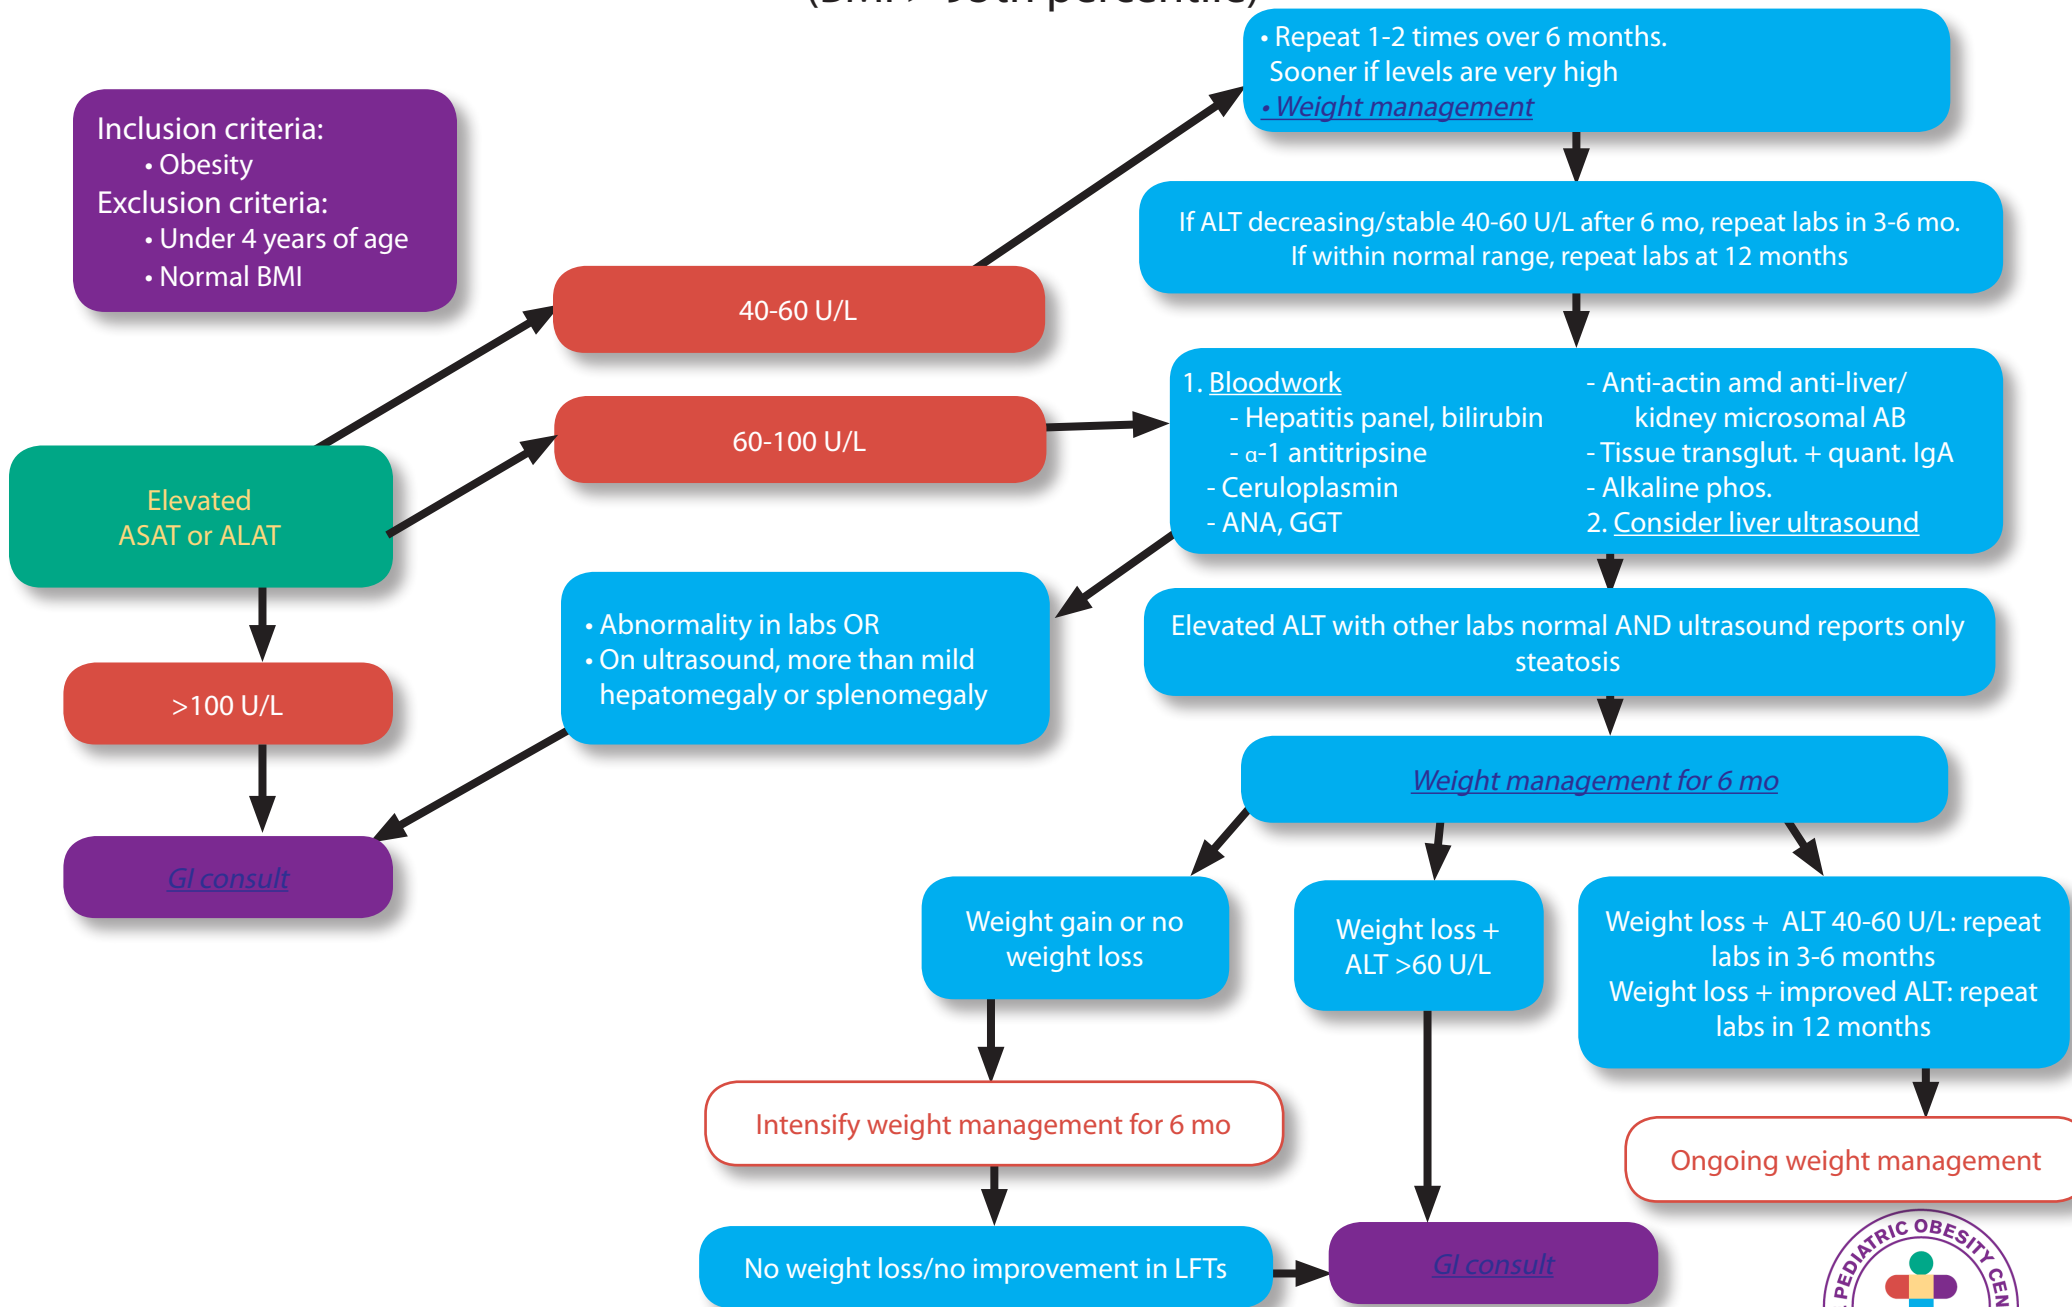 Inclusion criteria:
• Obesity
Exclusion criteria:
• Under 4 years of age
• Normal BMI
• Repeat 1-2 times over 6 months.
Sooner if levels are very high
• Weight management
If ALT decreasing/stable 40-60 U/L after 6 mo, repeat labs in 3-6 mo.
If within normal range, repeat labs at 12 months
40-60 U/L
60-100 U/L
Elevated
ASAT or ALAT
>100 U/L
GI consult
1. Bloodwork
- Hepatitis panel, bilirubin
- α-1 antitripsine
- Ceruloplasmin
- ANA, GGT
- Anti-actin amd anti-liver/
kidney microsomal AB
- Tissue transglut. + quant. IgA
- Alkaline phos.
2. Consider liver ultrasound
• Abnormality in labs OR
• On ultrasound, more than mild
hepatomegaly or splenomegaly
Elevated ALT with other labs normal AND ultrasound reports only
steatosis
Weight management for 6 mo
Weight gain or no
weight loss
Weight loss +
ALT >60 U/L
Weight loss + ALT 40-60 U/L: repeat
labs in 3-6 months
Weight loss + improved ALT: repeat
labs in 12 months
Intensify weight management for 6 mo
Ongoing weight management
No weight loss/no improvement in LFTs
GI consult
PEDIATRIC OBESITY CEN